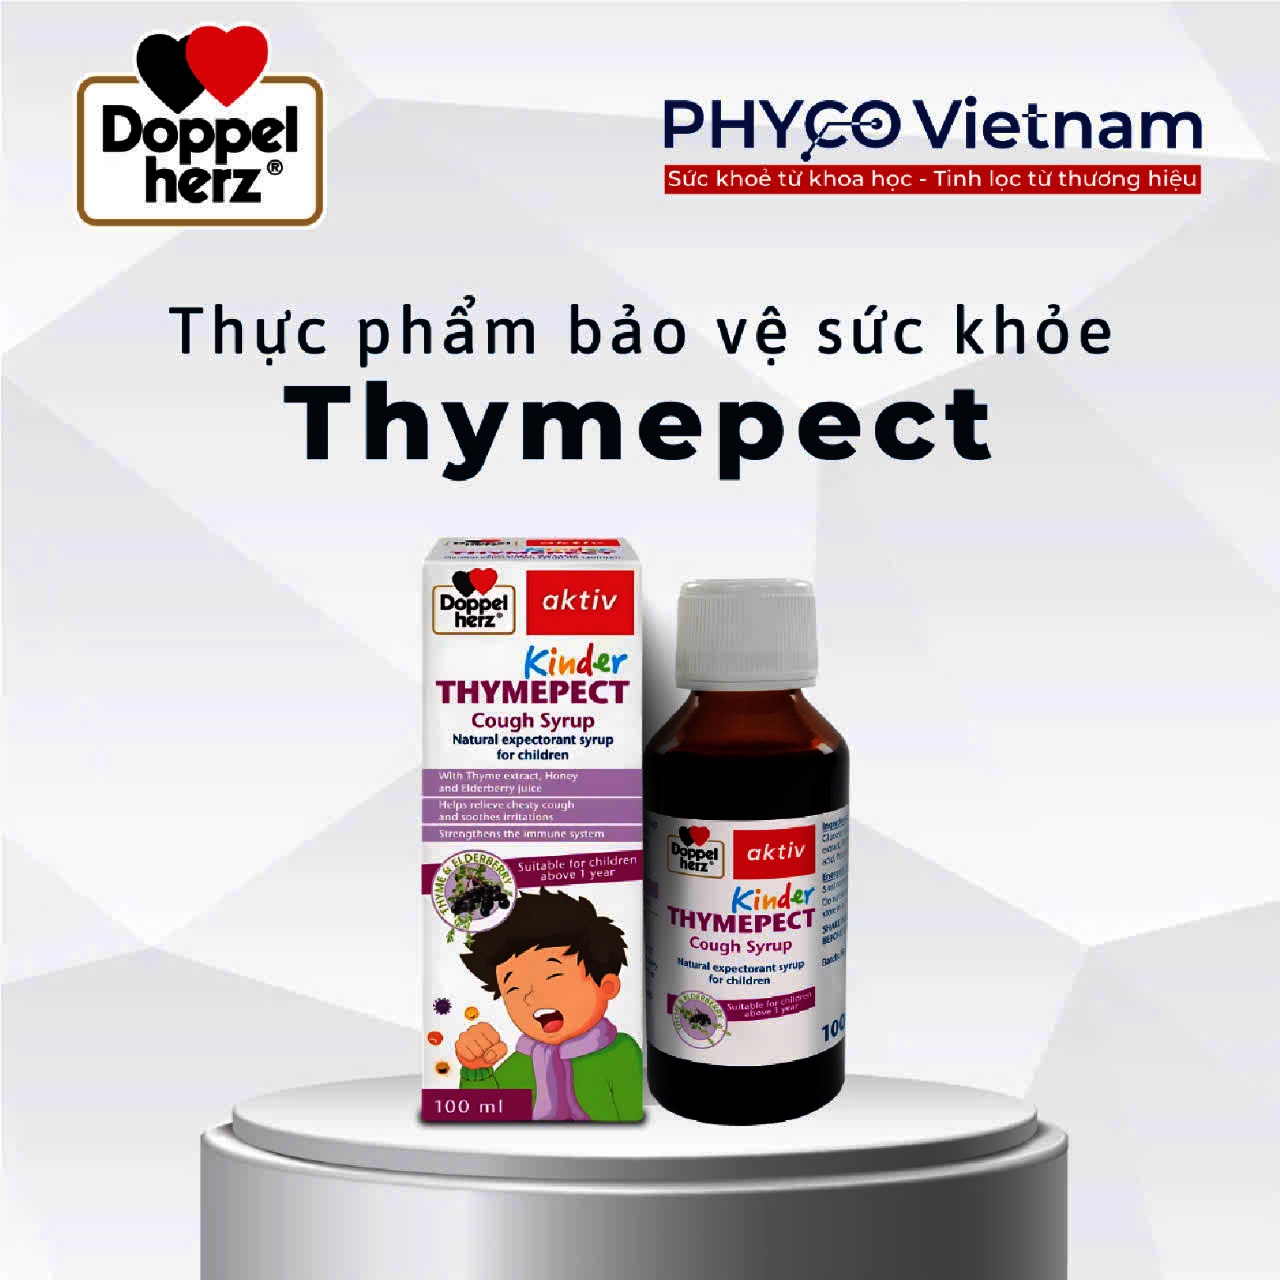 Doppel
herz®
PHYCO Vietnam
Sức khoẻ từ khoa học - Tinh lọc từ thương hiệu
Thực phẩm bảo vệ sức khỏe
Thymepect
Doppel
herz®
aktiv
Kinder
THYMEPECT
Cough Syrup
Natural expectorant syrup
for children
With Thyme extract, Honey
and Elderberry juice
Helps relieve chesty cough
and soothes irritations
Strengthens the immune system
THYME & ELDERBERRY
Suitable for children
above 1 year
100 ml
Doppel
herz®
aktiv
Kinder
THYMEPECT
Cough Syrup
Natural expectorant syrup
for children
Suitable for children
above 1 year
100